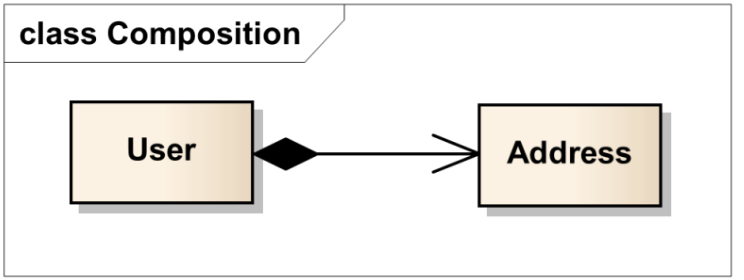 class Composition
User
Address